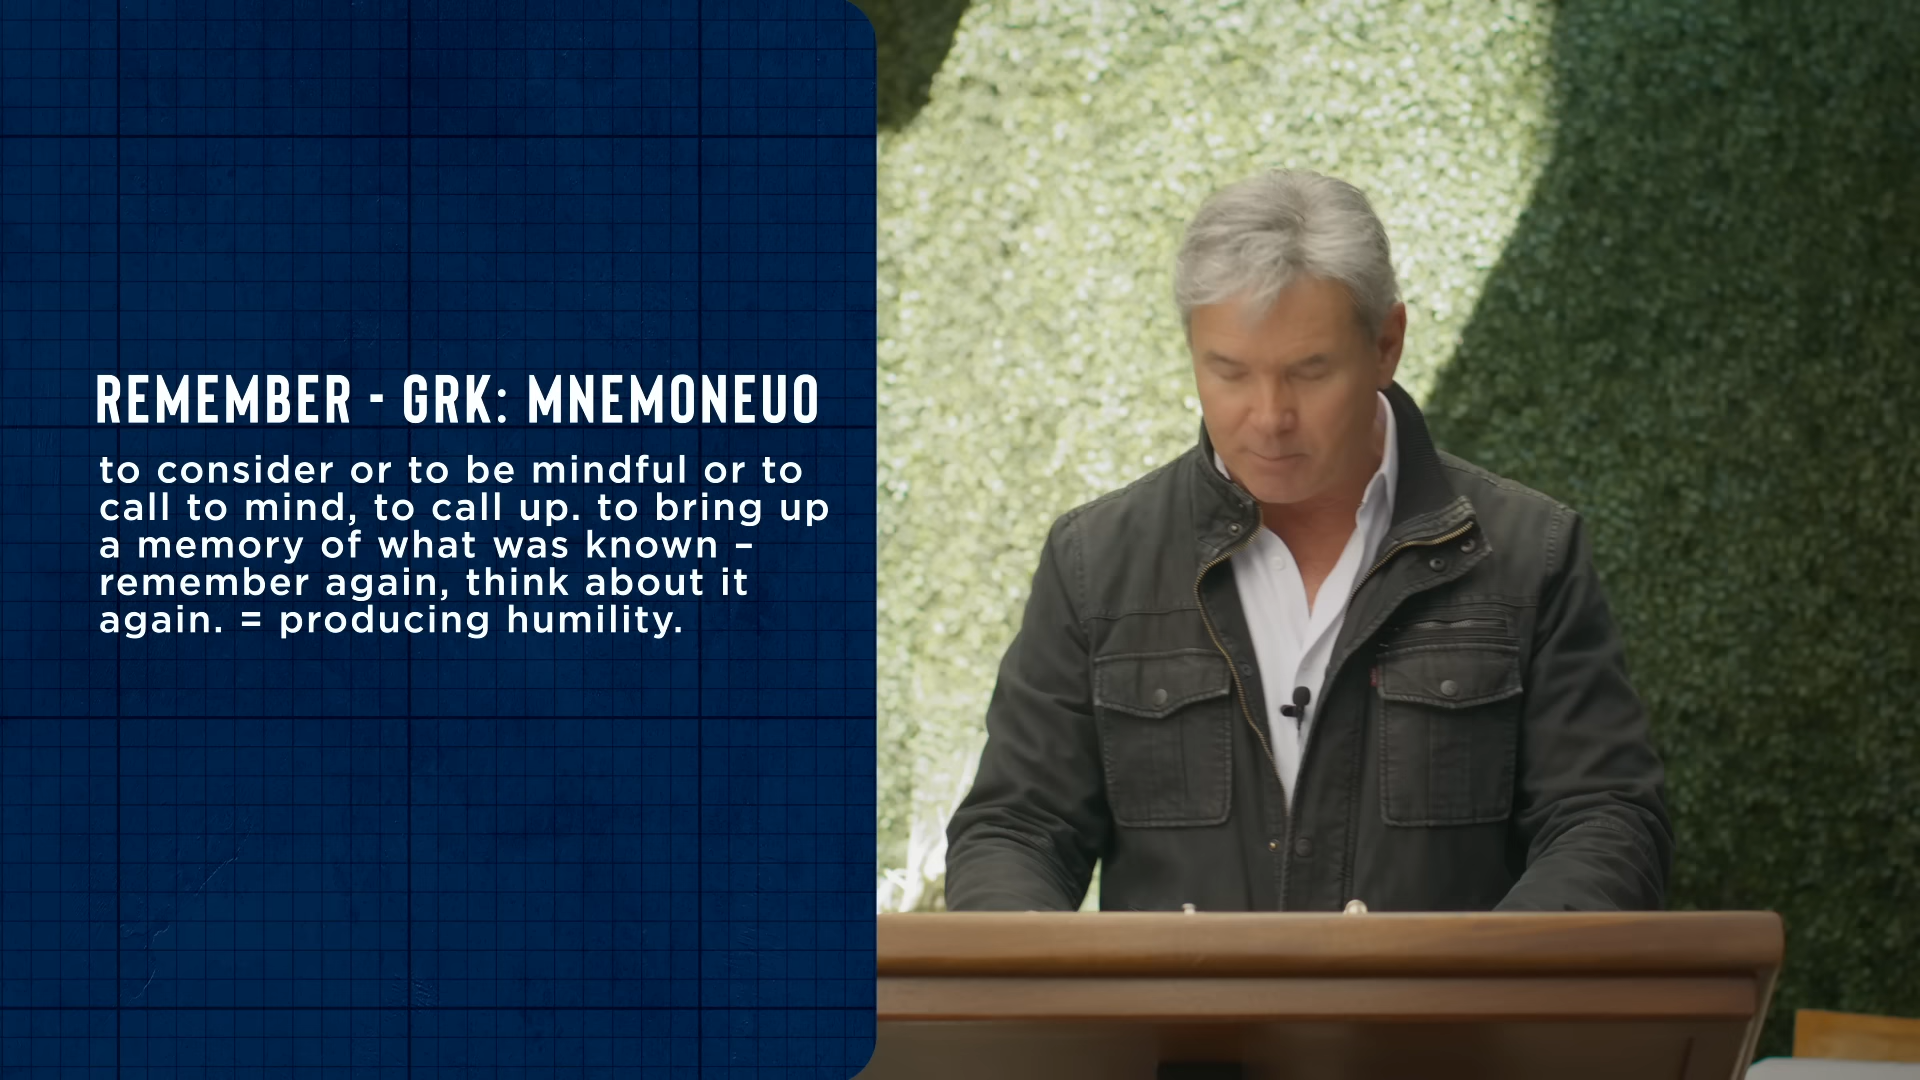 REMEMBER - GRK: MNEMONEUO
to consider or to be mindful or to
call to mind, to call up. to bring up
a memory of what was known –
remember again, think about it
again. = producing humility.